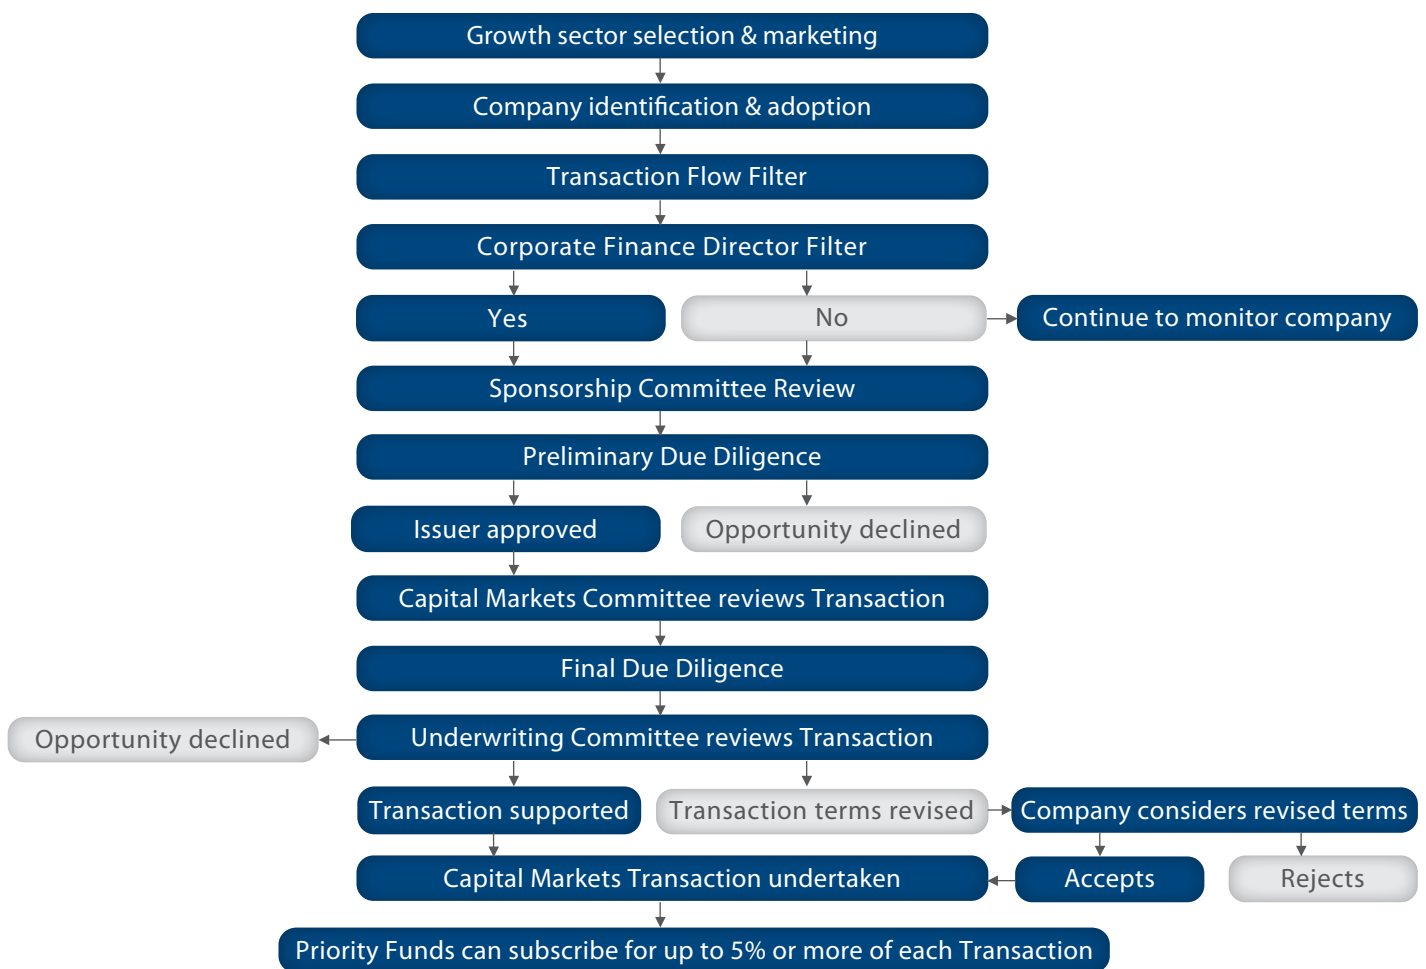 Growth sector selection & marketing
Company identification & adoption
Transaction Flow Filter
Corporate Finance Director Filter
Yes
No
Continue to monitor company
Sponsorship Committee Review
Preliminary Due Diligence
Issuer approved
Opportunity declined
Capital Markets Committee reviews Transaction
Final Due Diligence
Opportunity declined
Underwriting Committee reviews Transaction
Transaction supported
Transaction terms revised
Company considers revised terms
Capital Markets Transaction undertaken
Accepts
Rejects
Priority Funds can subscribe for up to 5% or more of each Transaction